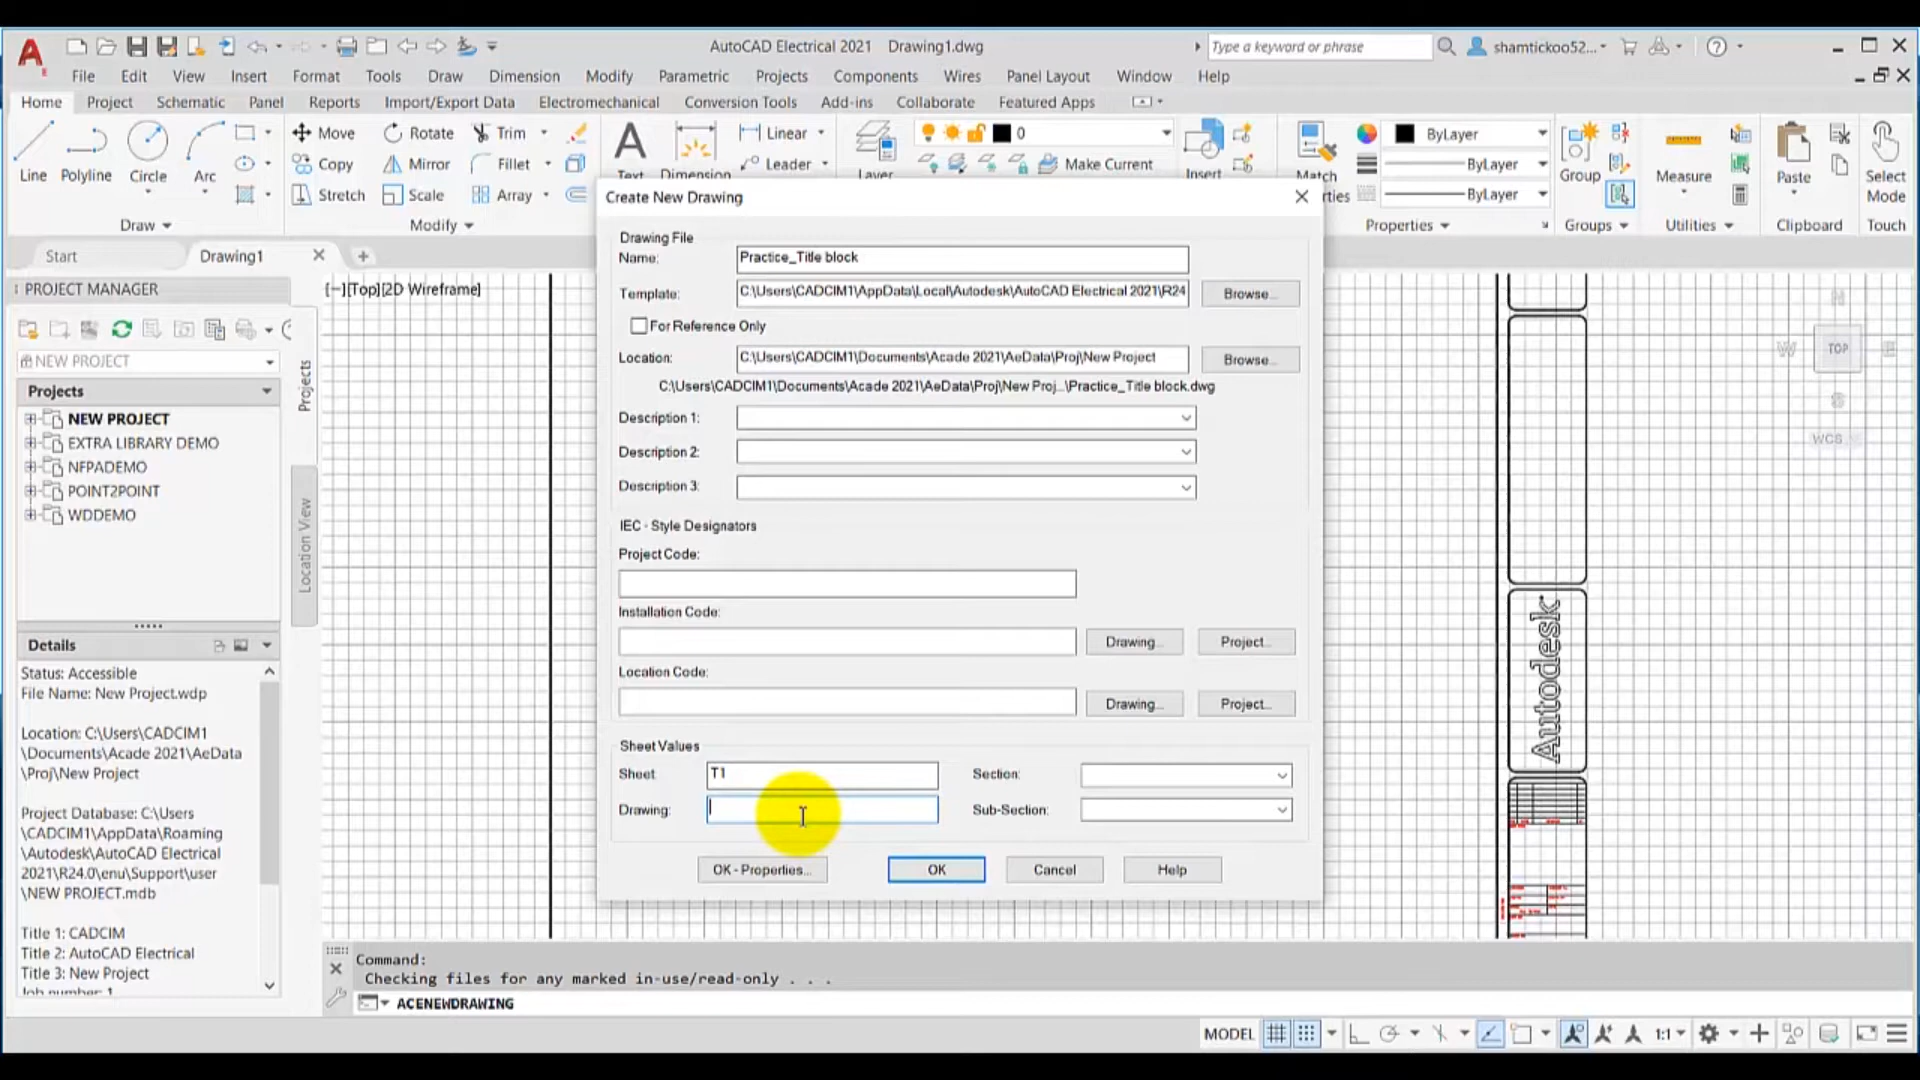 AutoCAD Electrical 2021 Drawing1.dwg
Type a keyword or phrase
shamtickoo52...
File Edit View Insert Format Tools Draw Dimension Modify Parametric Projects Components Wires Panel Layout Window Help
Home Project Schematic Panel Reports Import/Export Data Electromechanical Conversion Tools Add-ins Collaborate Featured Apps
Move Rotate Trim Linear 0 ByLayer
Copy Mirror Fillet Leader Make Current ByLayer
Line Polyline Circle Arc Text Dimension Layer Insert Match Group Measure Paste Select
Stretch Scale Array ByLayer Mode
Draw Modify Properties Groups Utilities Clipboard Touch
Start Drawing1
PROJECT MANAGER
[−][Top][2D Wireframe]
NEW PROJECT
Projects
NEW PROJECT
EXTRA LIBRARY DEMO
NFPADEMO
POINT2POINT
WDDEMO
Projects
Location View
Details
Status: Accessible
File Name: New Project.wdp
Location: C:\Users\CADCIM1
\Documents\Acade 2021\AeData
\Proj\New Project
Project Database: C:\Users
\CADCIM1\AppData\Roaming
\Autodesk\AutoCAD Electrical
2021\R24.0\enu\Support\user
\NEW PROJECT.mdb
Title 1: CADCIM
Title 2: AutoCAD Electrical
Title 3: New Project
Job number: 1
Create New Drawing
Drawing File
Name: Practice_Title block
Template: C:\Users\CADCIM1\AppData\Local\Autodesk\AutoCAD Electrical 2021\R24 Browse...
For Reference Only
Location: C:\Users\CADCIM1\Documents\Acade 2021\AeData\Proj\New Project Browse...
C:\Users\CADCIM1\Documents\Acade 2021\AeData\Proj\New Proj...\Practice_Title block.dwg
Description 1:
Description 2:
Description 3:
IEC - Style Designators
Project Code:
Installation Code:
Drawing... Project...
Location Code:
Drawing... Project...
Sheet Values
Sheet T1 Section:
Drawing: Sub-Section:
OK - Properties... OK Cancel Help
W TOP E
S
WCS
Autodesk
Command:
Checking files for any marked in-use/read-only . . .
ACENEWDRAWING
MODEL 1:1